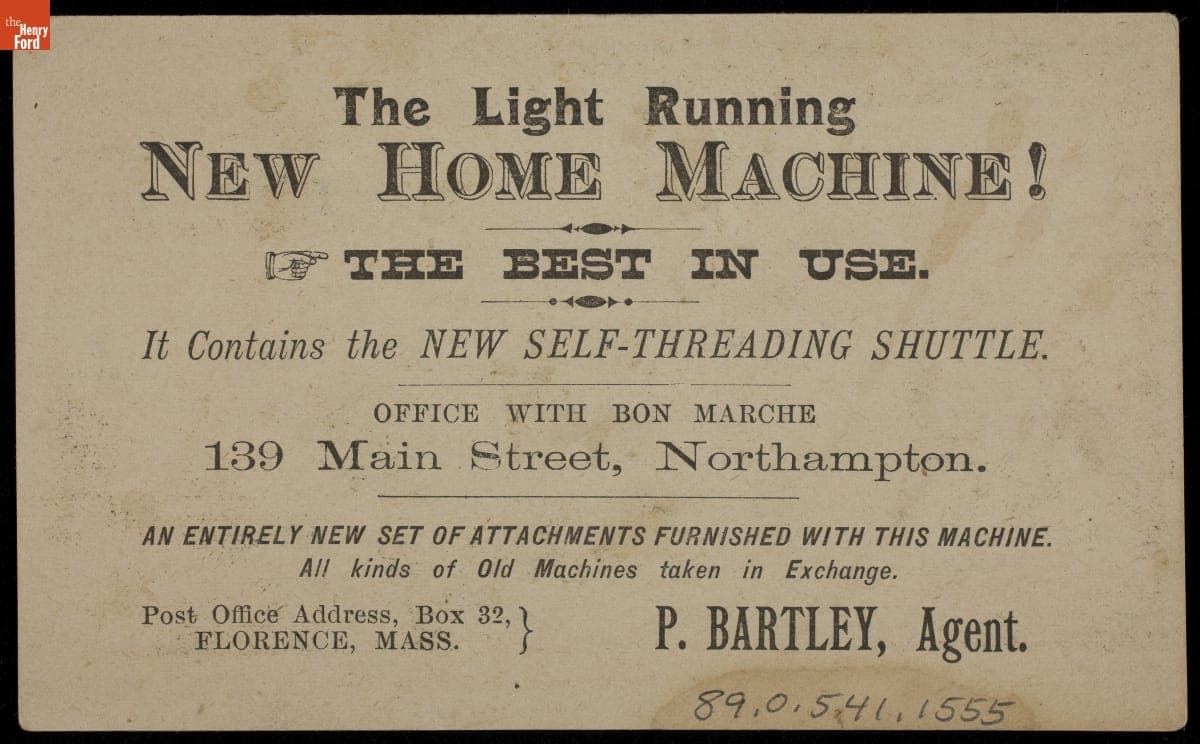 the
Henry
Ford
The Light Running
NEW HOME MACHINE!
THE BEST IN USE.
It Contains the NEW SELF-THREADING SHUTTLE.
OFFICE WITH BON MARCHE
139 Main Street, Northampton.
AN ENTIRELY NEW SET OF ATTACHMENTS FURNISHED WITH THIS MACHINE.
All kinds of Old Machines taken in Exchange.
Post Office Address, Box 32,
FLORENCE, MASS.
P. BARTLEY, Agent.
89.0.541.1555